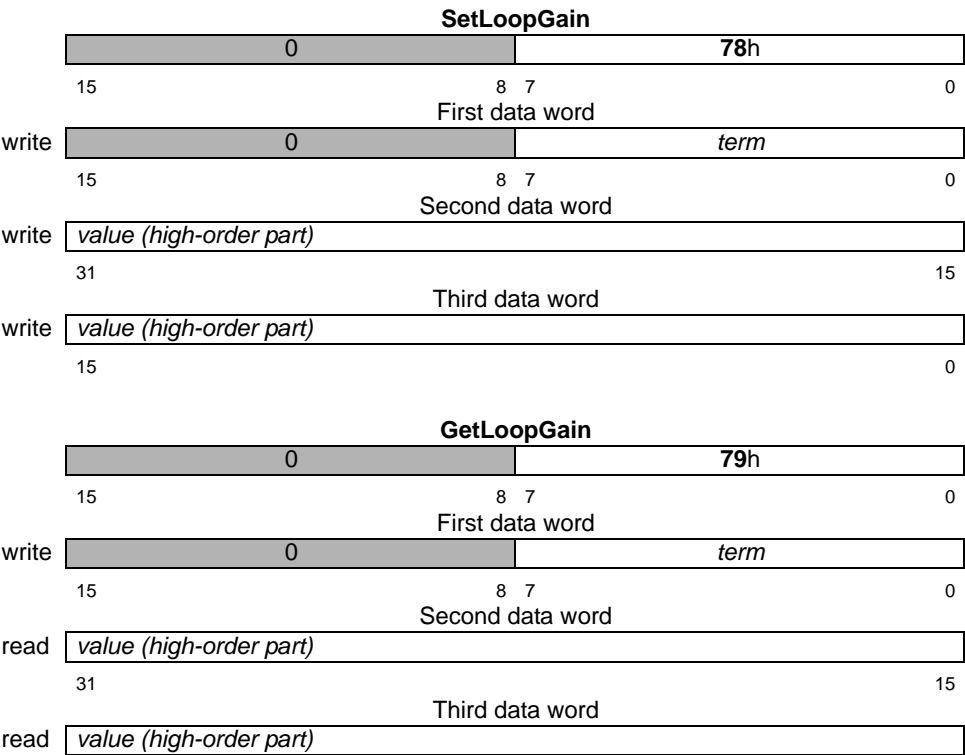 SetLoopGain
0 78h
15 8 7 0
First data word
write 0 term
15 8 7 0
Second data word
write value (high-order part)
31 15
Third data word
write value (high-order part)
15 0
GetLoopGain
0 79h
15 8 7 0
First data word
write 0 term
15 8 7 0
Second data word
read value (high-order part)
31 15
Third data word
read value (high-order part)